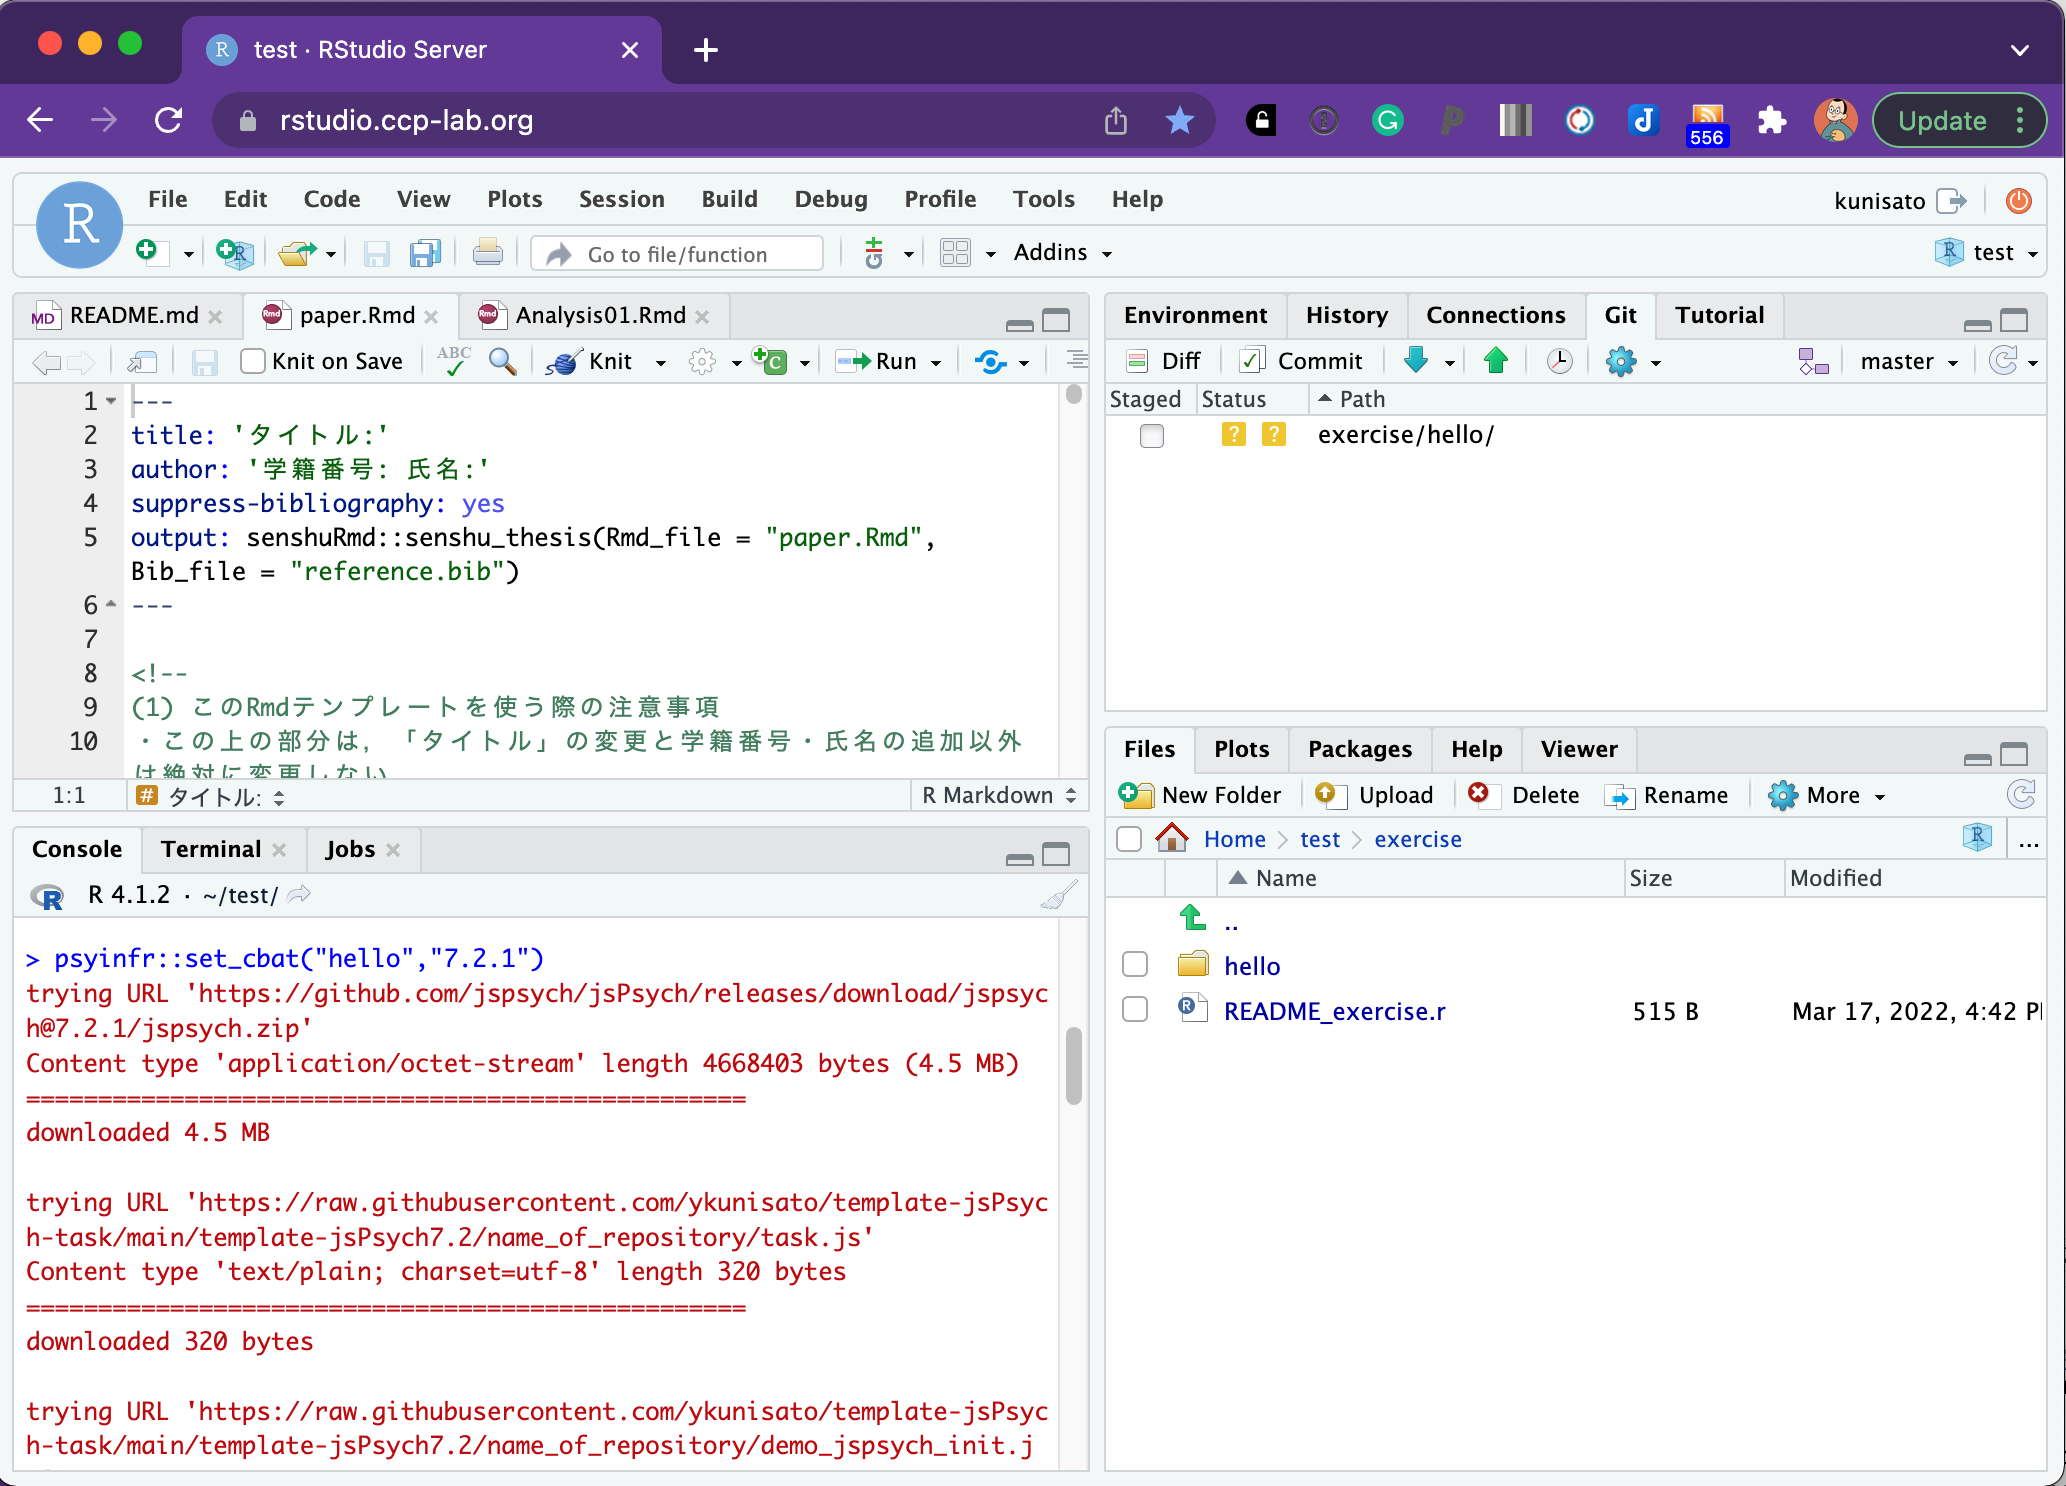 test · RStudio Server
rstudio.ccp-lab.org
556
Update
R
File Edit Code View Plots Session Build Debug Profile Tools Help
kunisato
Go to file/function
Addins
test
README.md paper.Rmd Analysis01.Rmd
Knit on Save ABC Knit Run
1 ---
2 title: 'タイトル:'
3 author: '学籍番号: 氏名:'
4 suppress-bibliography: yes
5 output: senshuRmd::senshu_thesis(Rmd_file = "paper.Rmd",
Bib_file = "reference.bib")
6 ---
7
8 <!--
9 (1) このRmdテンプレートを使う際の注意事項
10 ・この上の部分は，「タイトル」の変更と学籍番号・氏名の追加以外
は絶対に変更しない
1:1 # タイトル: R Markdown
Console Terminal Jobs
R 4.1.2 · ~/test/
> psyinfr::set_cbat("hello","7.2.1")
trying URL 'https://github.com/jspsych/jsPsych/releases/download/jspsyc
h@7.2.1/jspsych.zip'
Content type 'application/octet-stream' length 4668403 bytes (4.5 MB)
==================================================
downloaded 4.5 MB
trying URL 'https://raw.githubusercontent.com/ykunisato/template-jsPsyc
h-task/main/template-jsPsych7.2/name_of_repository/task.js'
Content type 'text/plain; charset=utf-8' length 320 bytes
==================================================
downloaded 320 bytes
trying URL 'https://raw.githubusercontent.com/ykunisato/template-jsPsyc
h-task/main/template-jsPsych7.2/name_of_repository/demo_jspsych_init.j
Environment History Connections Git Tutorial
Diff Commit master
Staged Status Path
? ? exercise/hello/
Files Plots Packages Help Viewer
New Folder Upload Delete Rename More
Home test exercise ...
Name Size Modified
..
hello
README_exercise.r 515 B Mar 17, 2022, 4:42 P